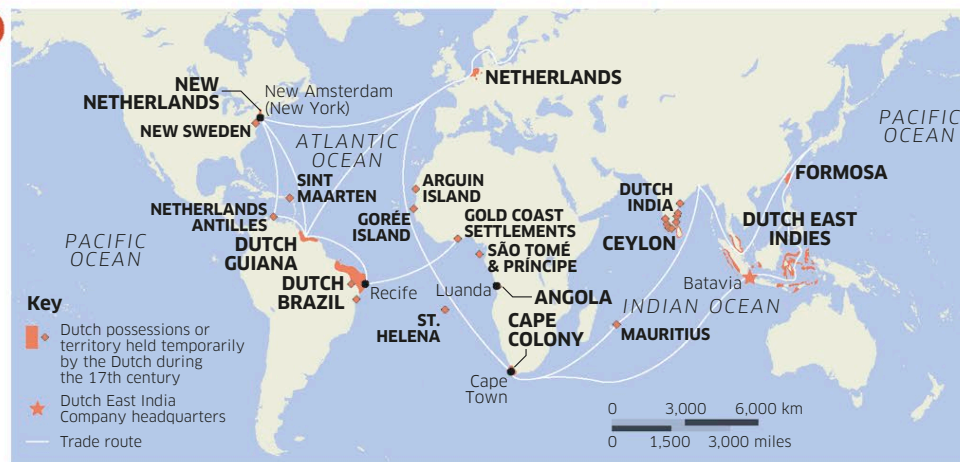 NETHERLANDS
NEW
NETHERLANDS
New Amsterdam
(New York)
NEW SWEDEN
ATLANTIC
OCEAN
PACIFIC
OCEAN
FORMOSA
SINT
MAARTEN
ARGUIN
ISLAND
DUTCH
INDIA
NETHERLANDS
ANTILLES
GORÉE
ISLAND
GOLD COAST
SETTLEMENTS
CEYLON
DUTCH EAST
INDIES
PACIFIC
OCEAN
DUTCH
GUIANA
SÃO TOMÉ
& PRÍNCIPE
DUTCH
BRAZIL
Recife
Luanda
ANGOLA
Batavia
INDIAN OCEAN
ST.
HELENA
CAPE
COLONY
MAURITIUS
Cape
Town
Key
Dutch possessions or
territory held temporarily
by the Dutch during
the 17th century
Dutch East India
Company headquarters
Trade route
0 3,000 6,000 km
0 1,500 3,000 miles